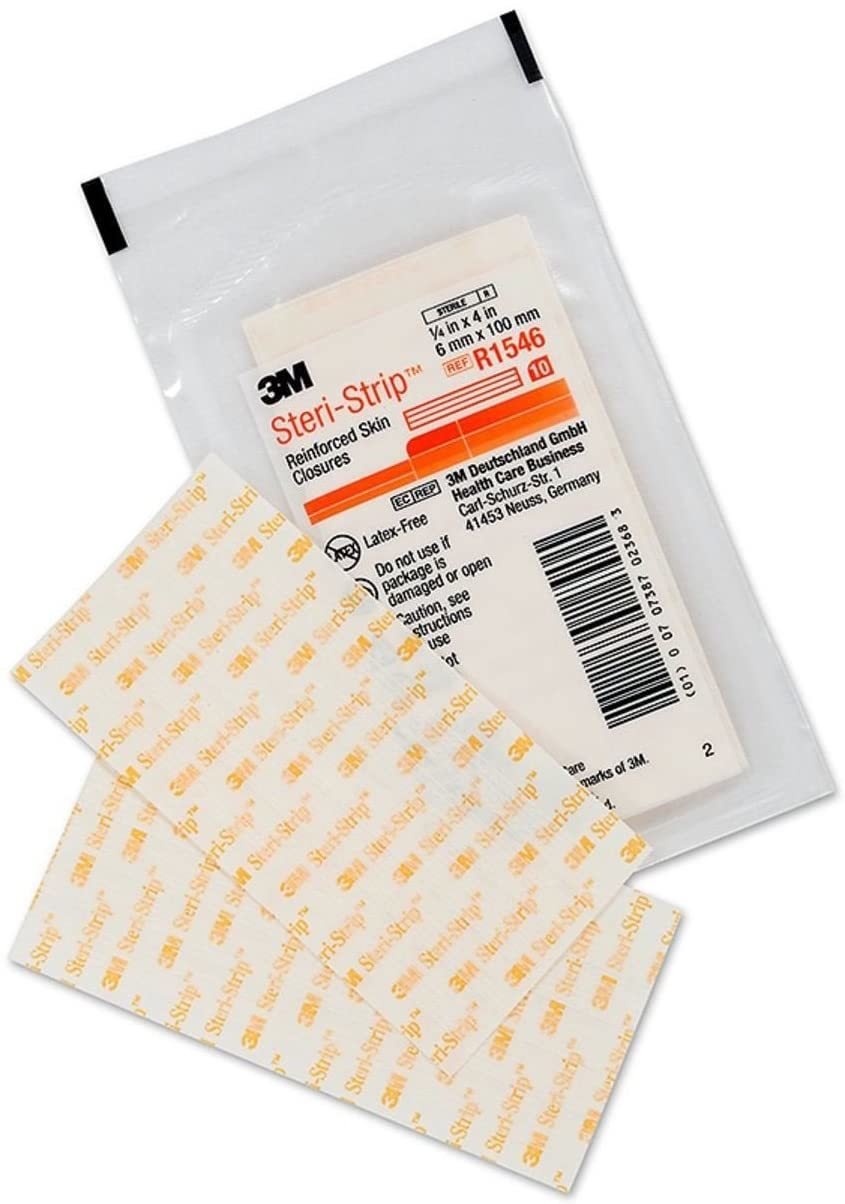 STERILE R
¼ in x 4 in
6 mm x 100 mm
REF R1546
3M
Steri-Strip™
10
Reinforced Skin
Closures
EC REP
3M Deutschland GmbH
Health Care Business
Carl-Schurz-Str. 1
41453 Neuss, Germany
LATEX
Latex-Free
Do not use if
package is
damaged or open
Caution, see
use
(01) 0 07 07387 02368 3
2
marks of 3M.
3M Steri-Strip™